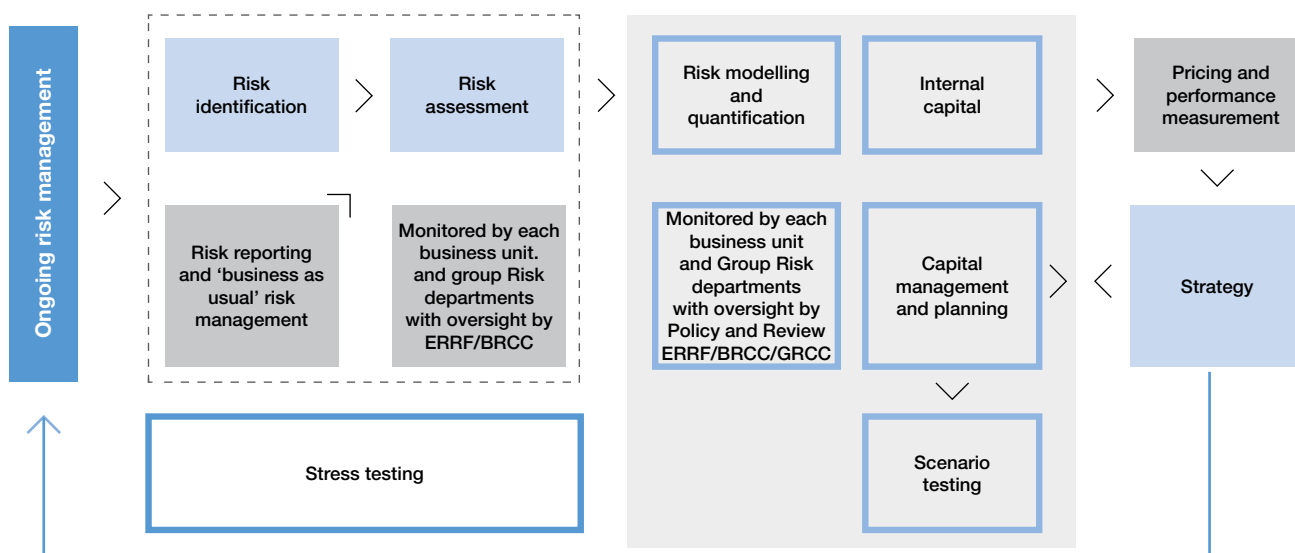 Ongoing risk management
Risk
identification
Risk
assessment
Risk modelling
and
quantification
Internal
capital
Pricing and
performance
measurement
Risk reporting
and ‘business as
usual’ risk
management
Monitored by each
business unit.
and group Risk
departments
with oversight by
ERRF/BRCC
Monitored by each
business unit
and Group Risk
departments
with oversight by
Policy and Review
ERRF/BRCC/GRCC
Capital
management
and planning
Strategy
Stress testing
Scenario
testing